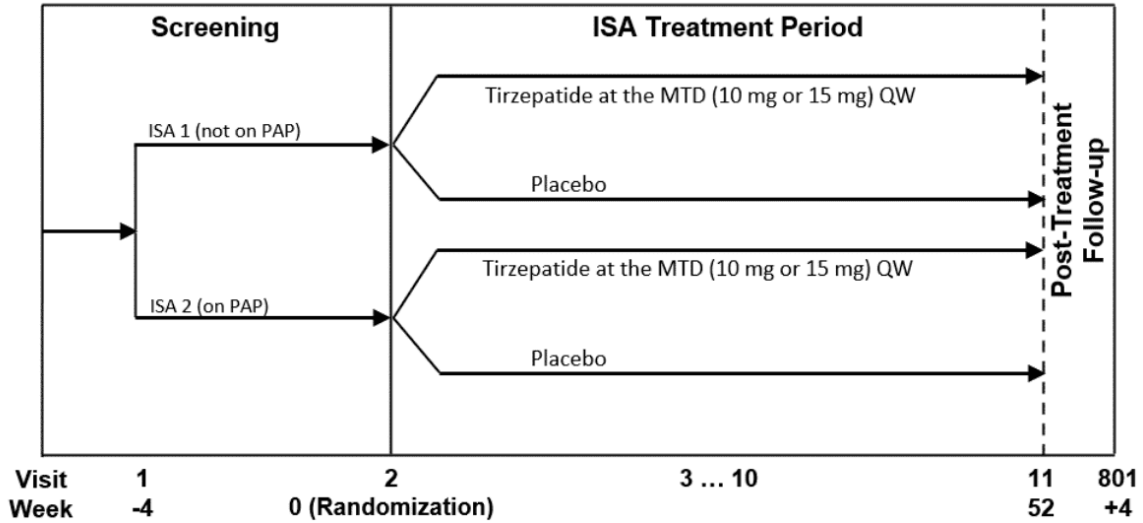 Screening
ISA Treatment Period
Tirzepatide at the MTD (10 mg or 15 mg) QW
ISA 1 (not on PAP)
Placebo
Tirzepatide at the MTD (10 mg or 15 mg) QW
ISA 2 (on PAP)
Placebo
Post-Treatment
Follow-up
Visit 1 2 3 ... 10 11 801
Week -4 0 (Randomization) 52 +4